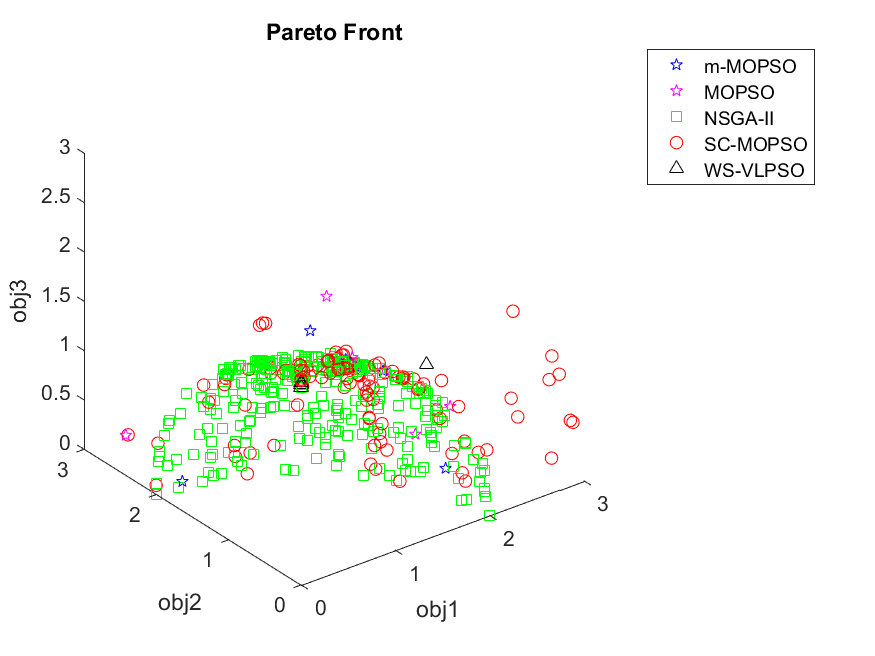 Pareto Front
m-MOPSO
MOPSO
NSGA-II
SC-MOPSO
WS-VLPSO
3
2.5
2
1.5
1
0.5
0
obj3
3
2
1
0
obj2
0
1
2
3
obj1